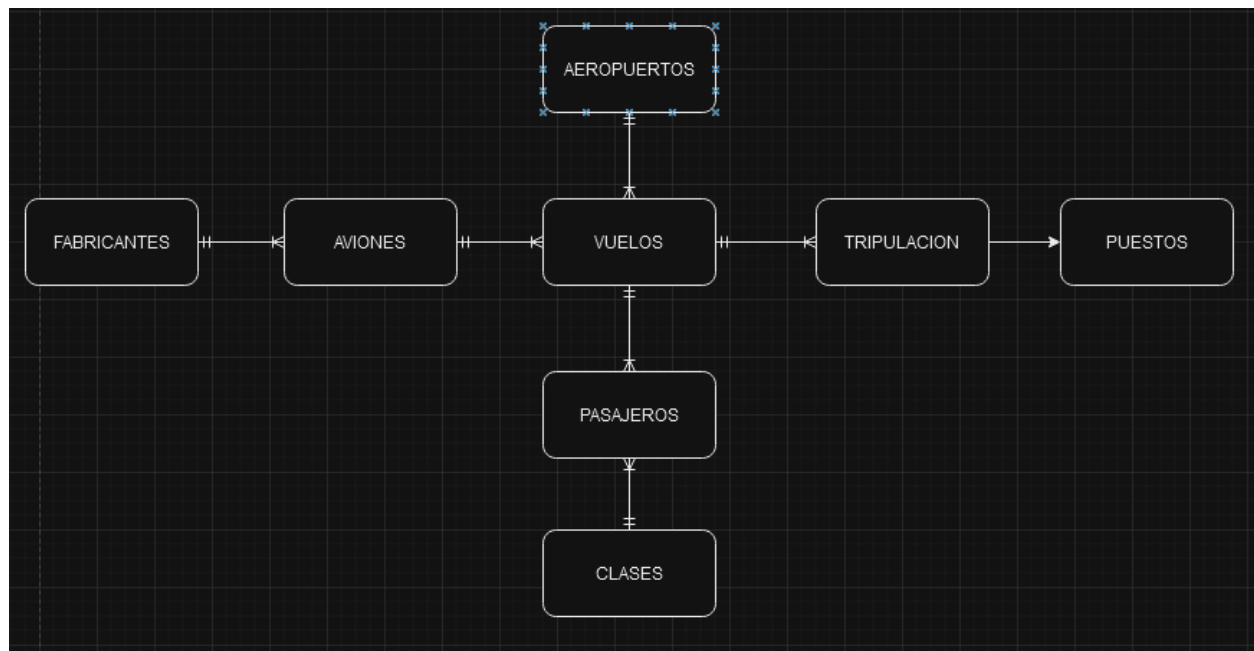 AEROPUERTOS
FABRICANTES
AVIONES
VUELOS
TRIPULACION
PUESTOS
PASAJEROS
CLASES